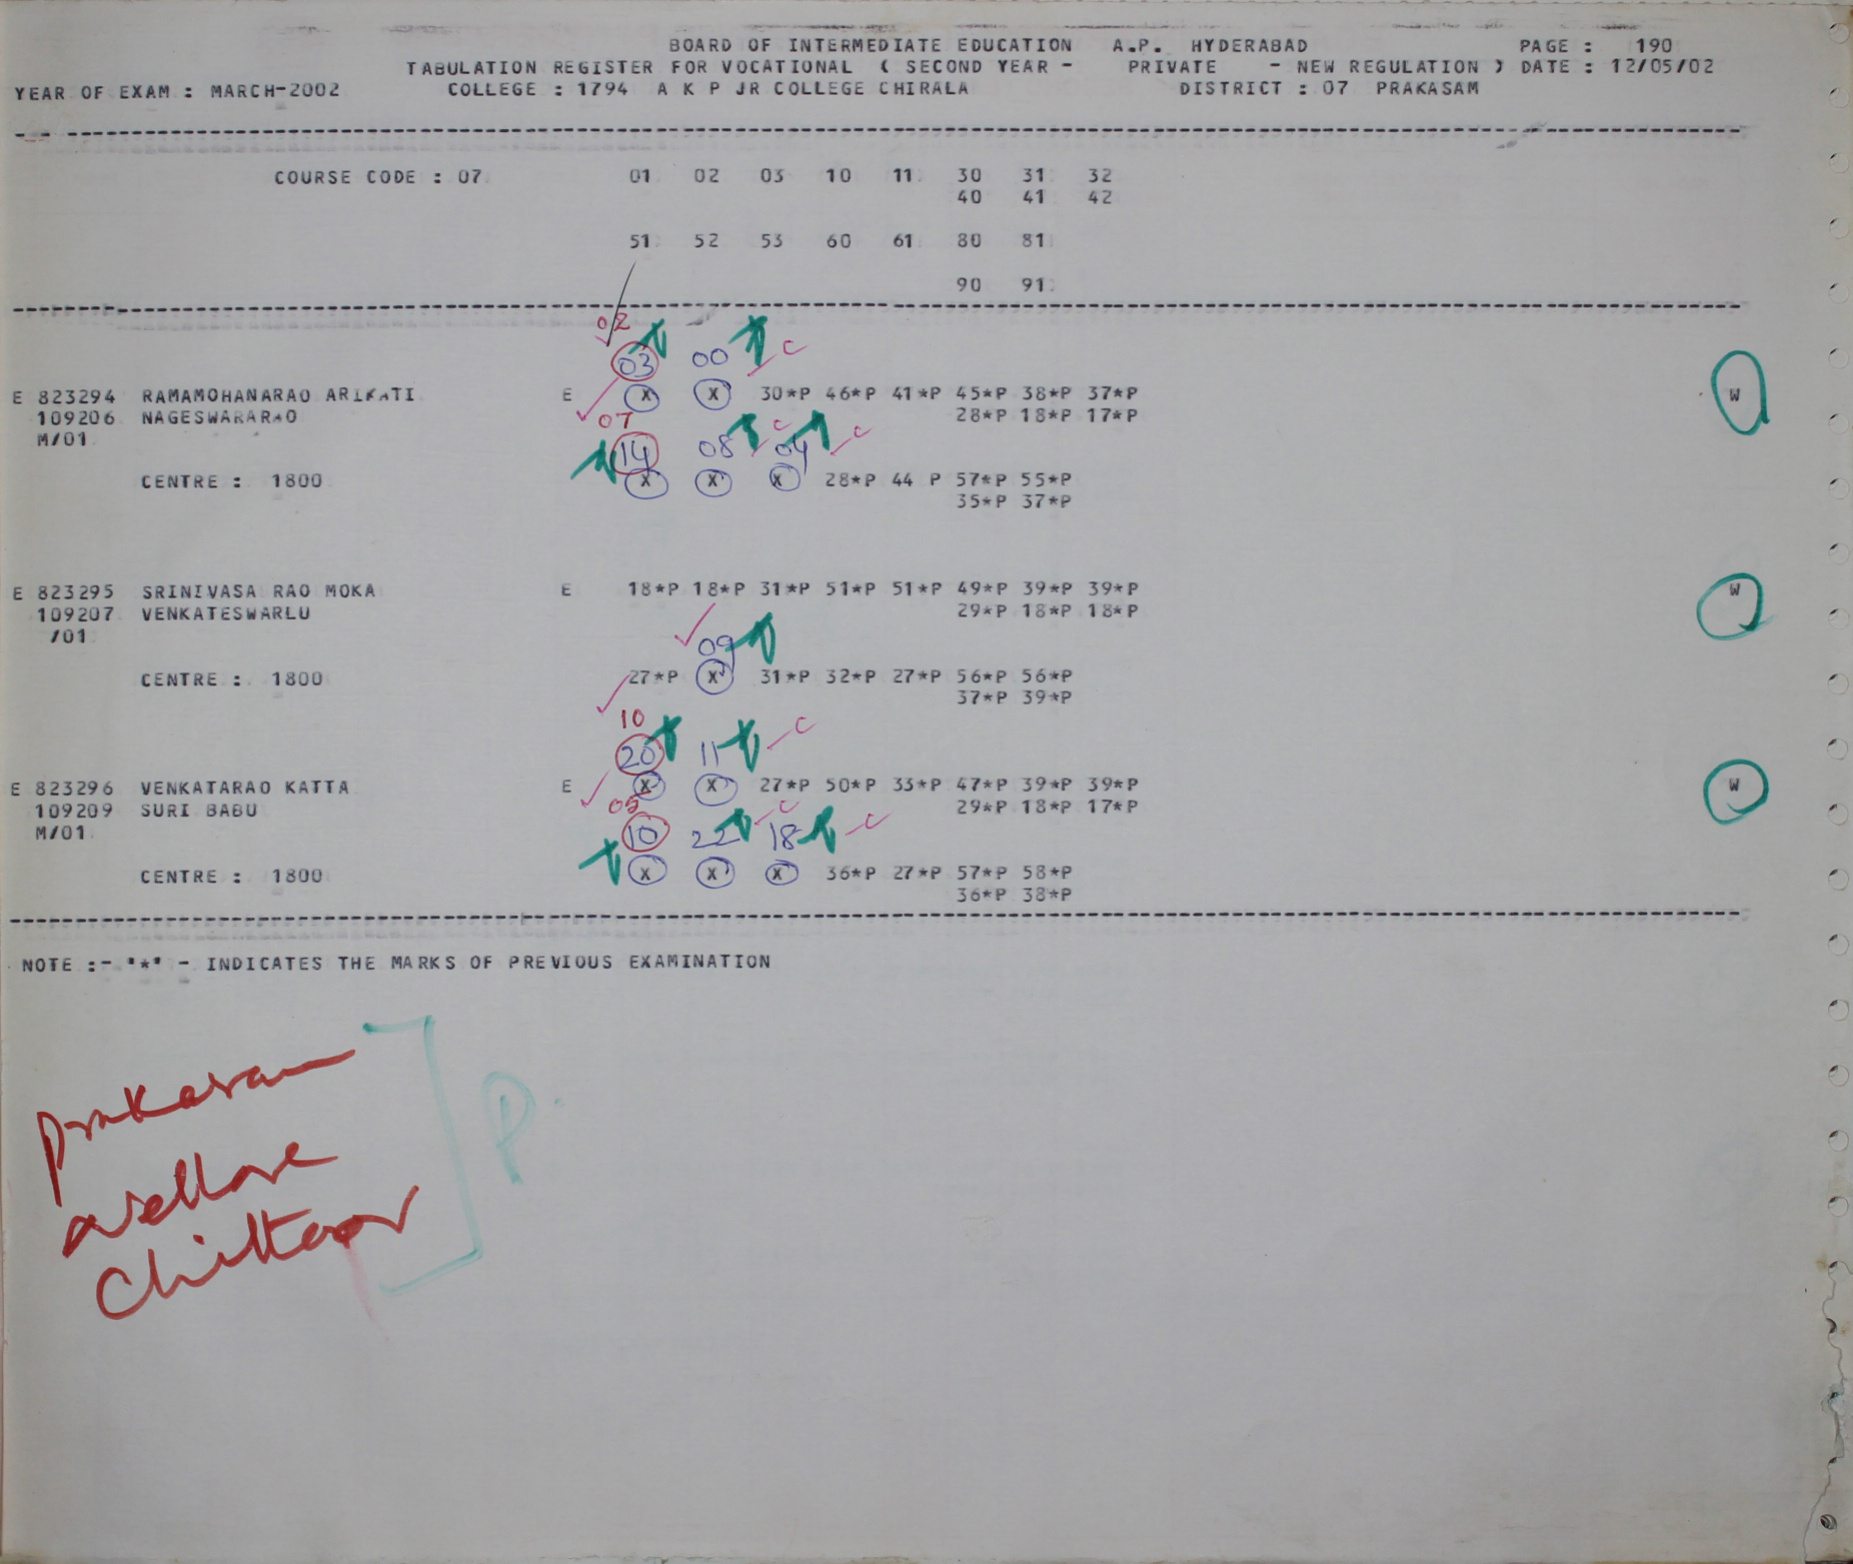 BOARD OF INTERMEDIATE EDUCATION A.P. HYDERABAD PAGE : 190
TABULATION REGISTER FOR VOCATIONAL ( SECOND YEAR - PRIVATE - NEW REGULATION ) DATE : 12/05/02
YEAR OF EXAM : MARCH-2002 COLLEGE : 1794 A K P JR COLLEGE CHIRALA DISTRICT : 07 PRAKASAM
COURSE CODE : 07 01 02 03 10 11 30 31 32
40 41 42
51 52 53 60 61 80 81
90 91
02
03 00 C
E 823294 RAMAMOHANARAO ARIKATI E X X 30*P 46*P 41*P 45*P 38*P 37*P W
109206 NAGESWARARAO 28*P 18*P 17*P
07
M/01
14 08 C 04 C
CENTRE : 1800 X X X 28*P 44 P 57*P 55*P
35*P 37*P
E 823295 SRINIVASA RAO MOKA E 18*P 18*P 31*P 51*P 51*P 49*P 39*P 39*P W
109207 VENKATESWARLU 29*P 18*P 18*P
/01
09
CENTRE : 1800 27*P X 31*P 32*P 27*P 56*P 56*P
37*P 39*P
10
20 11 C
E 823296 VENKATARAO KATTA E X X 27*P 50*P 33*P 47*P 39*P 39*P W
109209 SURI BABU 29*P 18*P 17*P
05
M/01
10 22 C 18 C
CENTRE : 1800 X X X 36*P 27*P 57*P 58*P
36*P 38*P
NOTE :- "*" - INDICATES THE MARKS OF PREVIOUS EXAMINATION
Prakasam
Nellore
Chittoor
P.